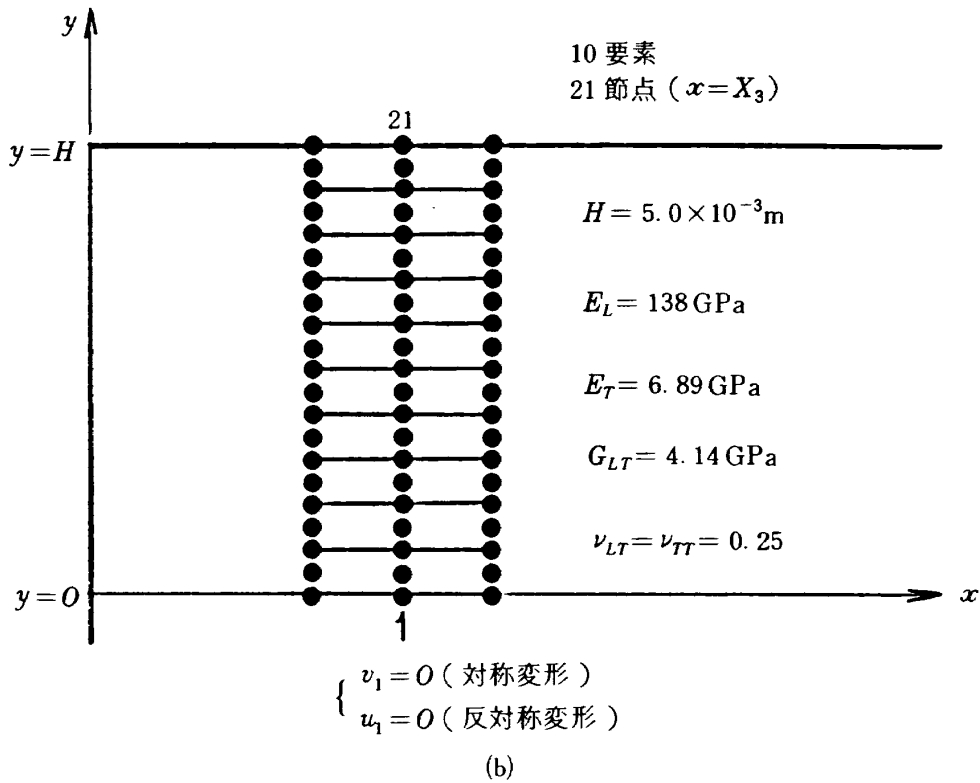 y
10 要素
21 節点 ( x=X₃ )
21
y=H
H = 5.0×10⁻³m
E_L = 138 GPa
E_T = 6.89 GPa
G_LT = 4.14 GPa
ν_LT = ν_TT = 0.25
y=O
x
1
{ v₁=O ( 対称変形 )
u₁=O ( 反対称変形 )
(b)